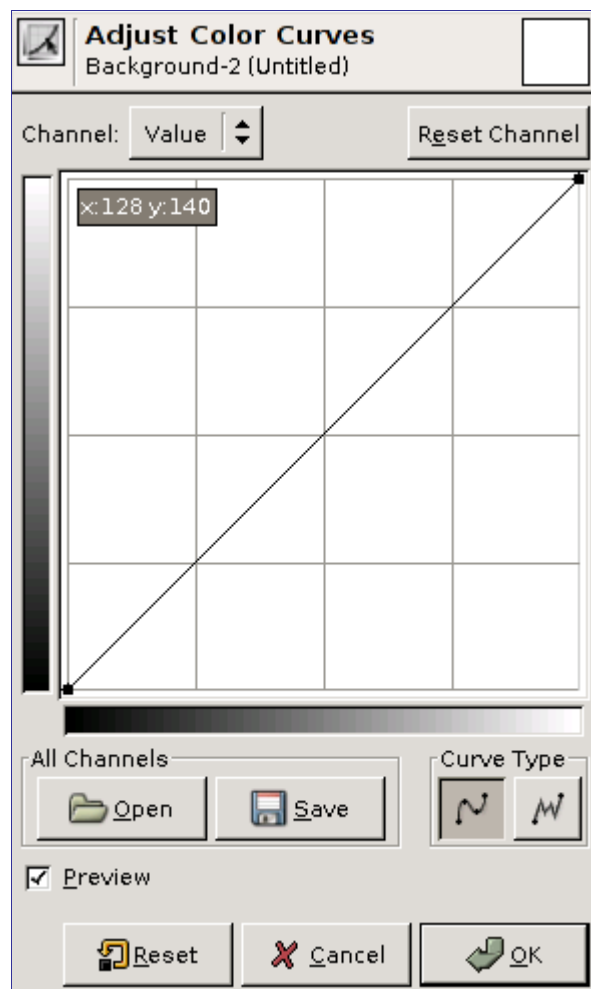 Adjust Color Curves
Background-2 (Untitled)
Channel: Value Reset Channel
x:128 y:140
All Channels Curve Type
Open Save
Preview
Reset Cancel OK